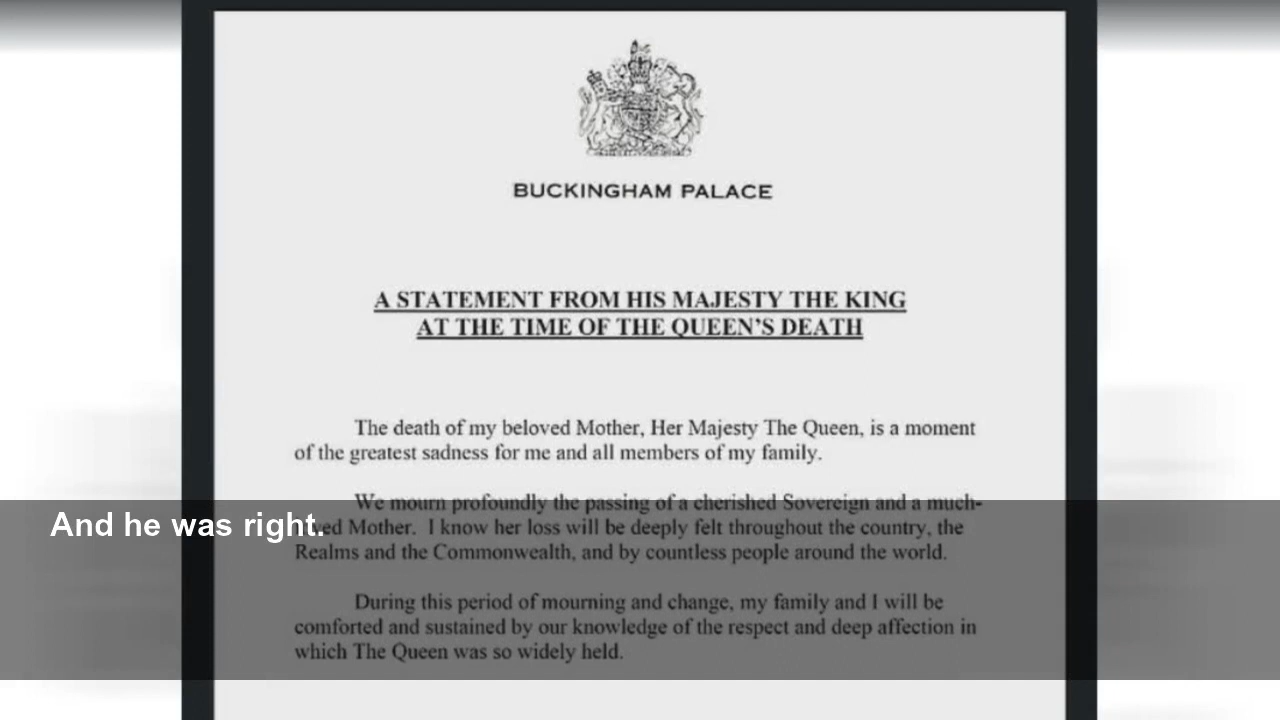 BUCKINGHAM PALACE
A STATEMENT FROM HIS MAJESTY THE KING
AT THE TIME OF THE QUEEN'S DEATH
The death of my beloved Mother, Her Majesty The Queen, is a moment
of the greatest sadness for me and all members of my family.
We mourn profoundly the passing of a cherished Sovereign and a much-
loved Mother. I know her loss will be deeply felt throughout the country, the
Realms and the Commonwealth, and by countless people around the world.
During this period of mourning and change, my family and I will be
comforted and sustained by our knowledge of the respect and deep affection in
which The Queen was so widely held.
And he was right.